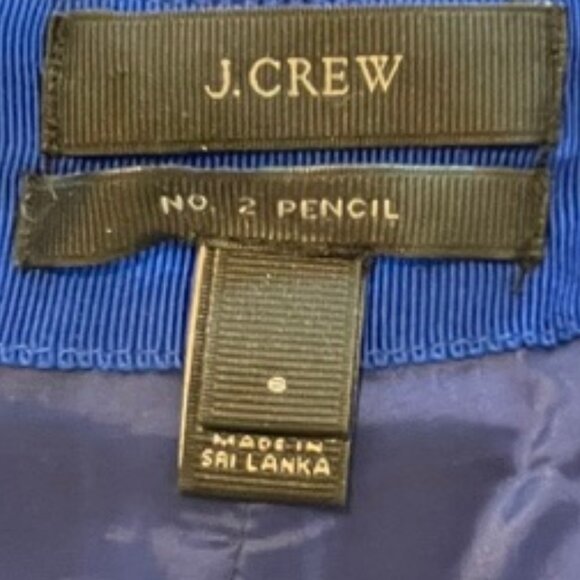 J.CREW
NO. 2 PENCIL
MADE IN
SRI LANKA